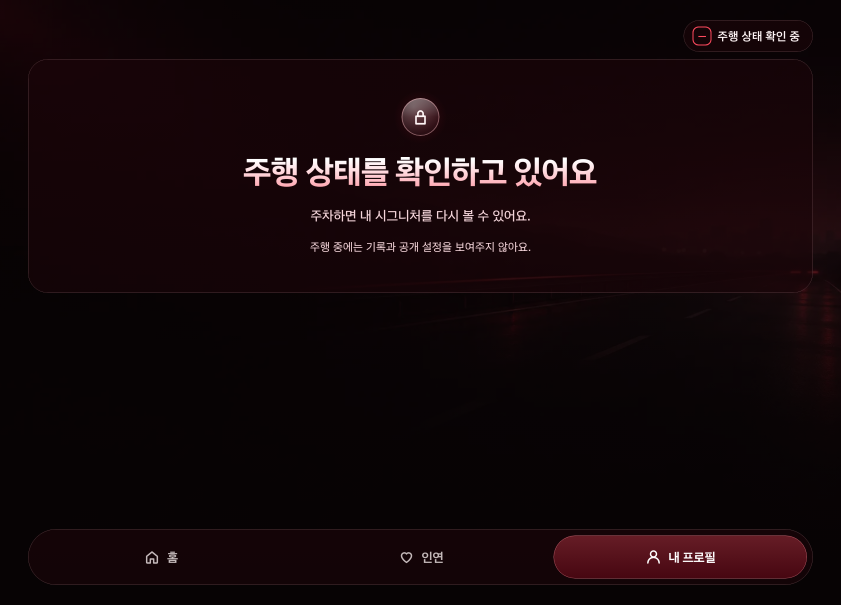 주행 상태 확인 중
주행 상태를 확인하고 있어요
주차하면 내 시그니처를 다시 볼 수 있어요.
주행 중에는 기록과 공개 설정을 보여주지 않아요.
홈
인연
내 프로필